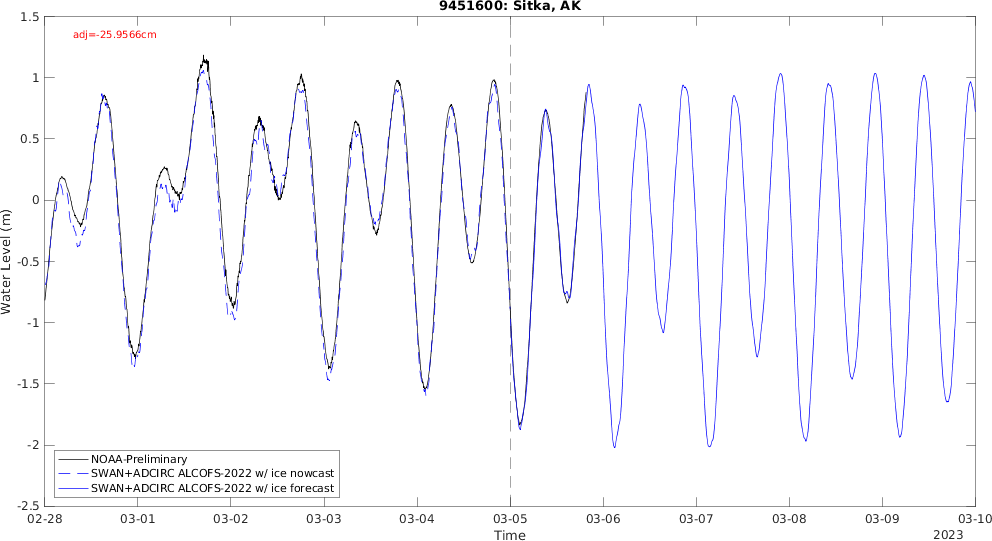 9451600: Sitka, AK
adj=-25.9566cm
1.5
1
0.5
0
-0.5
-1
-1.5
-2
-2.5
Water Level (m)
NOAA-Preliminary
SWAN+ADCIRC ALCOFS-2022 w/ ice nowcast
SWAN+ADCIRC ALCOFS-2022 w/ ice forecast
02-28 03-01 03-02 03-03 03-04 03-05 03-06 03-07 03-08 03-09 03-10
Time
2023